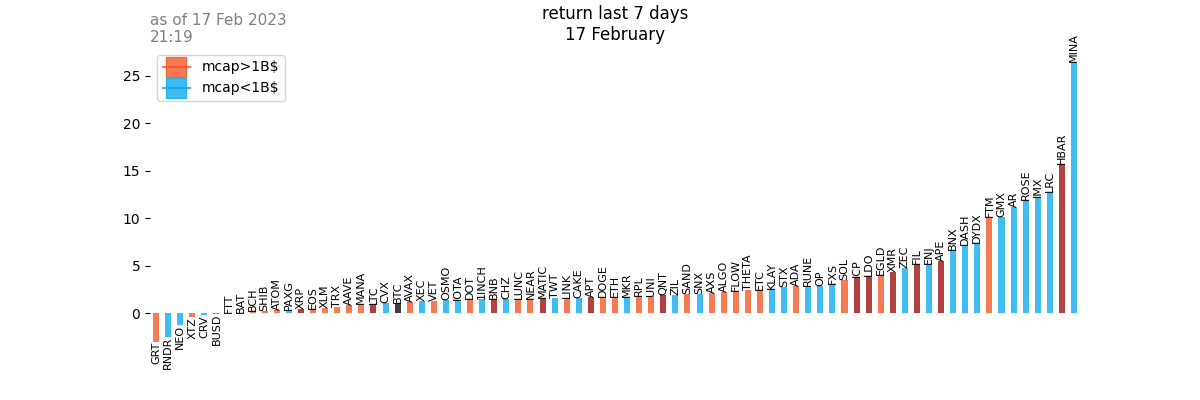 as of 17 Feb 2023
21:19
return last 7 days
17 February
mcap>1B$
mcap<1B$
25
20
15
10
5
0
GRT
RNDR
NEO
XTZ
CRV
BUSD
FTT
BAT
BCH
SHIB
ATOM
PAXG
XRP
EOS
XLM
TRX
AAVE
MANA
LTC
CVX
BTC
AVAX
XEC
VET
OSMO
IOTA
DOT
1INCH
BNB
CHZ
LUNC
NEAR
MATIC
TWT
LINK
CAKE
APT
DOGE
ETH
MKR
RPL
UNI
QNT
ZIL
SAND
SNX
AXS
ALGO
FLOW
THETA
ETC
KLAY
STX
ADA
RUNE
OP
FXS
SOL
ICP
LDO
EGLD
XMR
ZEC
FIL
ENJ
APE
BNX
DASH
DYDX
FTM
GMX
AR
ROSE
IMX
LRC
HBAR
MINA